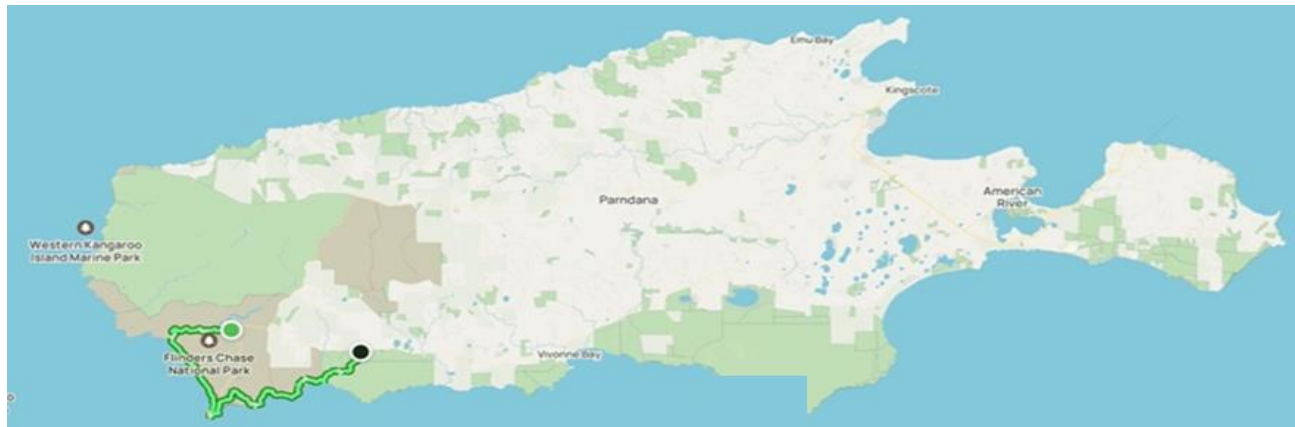 Emu Bay
Kingscote
American
River
Parndana
Western Kangaroo
Island Marine Park
Flinders Chase
National Park
Vivonne Bay